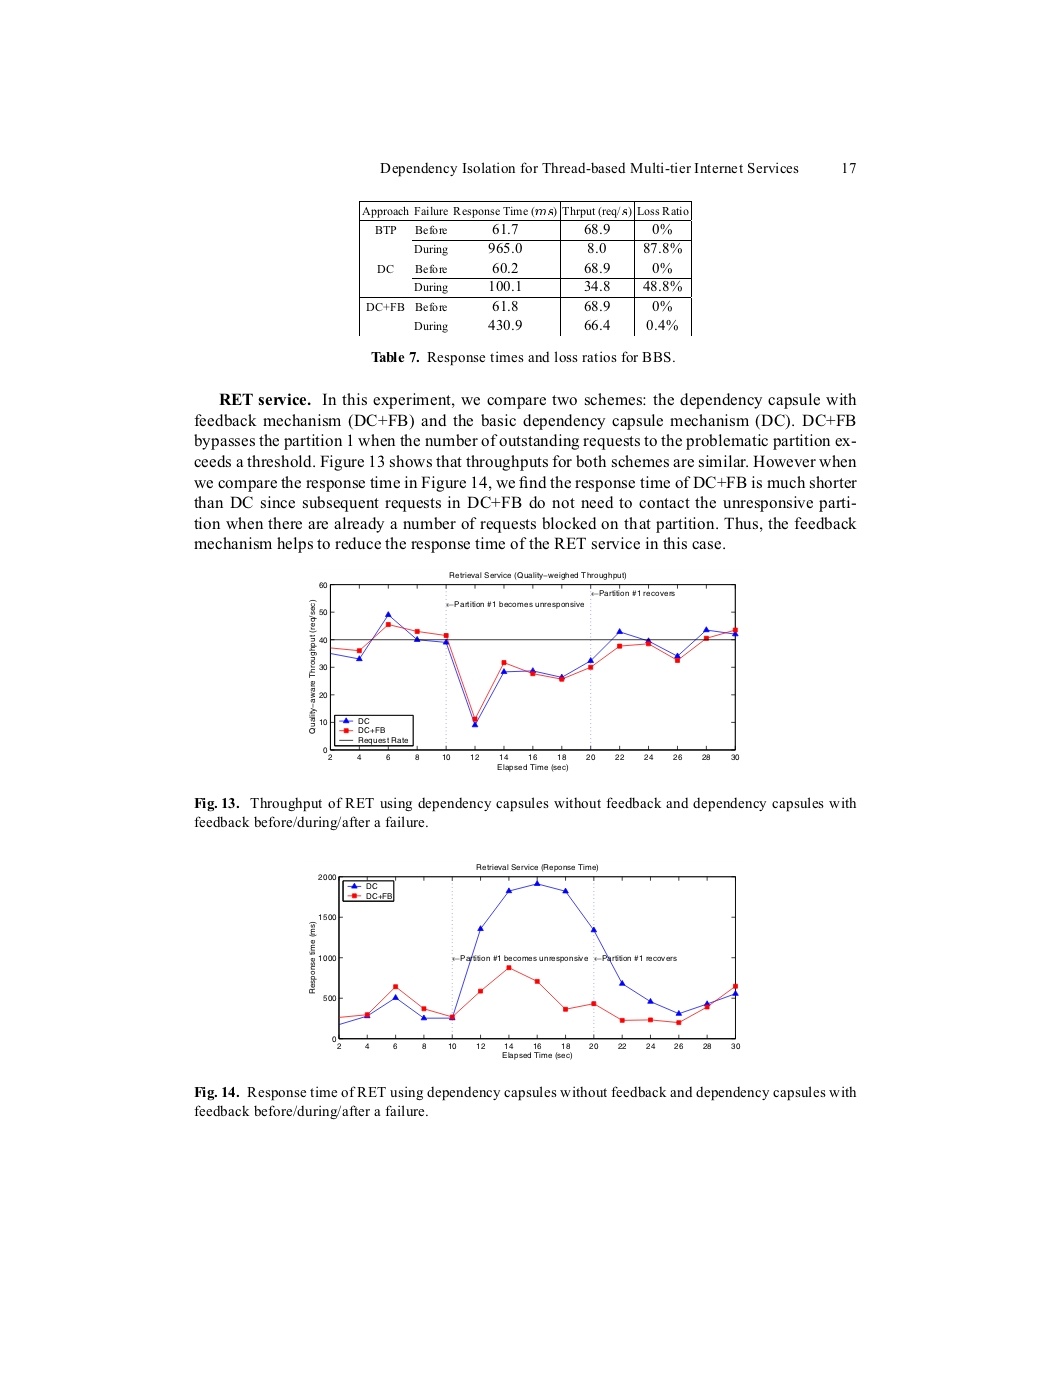 Dependency Isolation for Thread-based Multi-tier Internet Services 17
Approach Failure Response Time (ms) Thrput (req/s) Loss Ratio
BTP Before 61.7 68.9 0%
During 965.0 8.0 87.8%
DC Before 60.2 68.9 0%
During 100.1 34.8 48.8%
DC+FB Before 61.8 68.9 0%
During 430.9 66.4 0.4%
Table 7. Response times and loss ratios for BBS.
RET service. In this experiment, we compare two schemes: the dependency capsule with
feedback mechanism (DC+FB) and the basic dependency capsule mechanism (DC). DC+FB
bypasses the partition 1 when the number of outstanding requests to the problematic partition ex-
ceeds a threshold. Figure 13 shows that throughputs for both schemes are similar. However when
we compare the response time in Figure 14, we find the response time of DC+FB is much shorter
than DC since subsequent requests in DC+FB do not need to contact the unresponsive parti-
tion when there are already a number of requests blocked on that partition. Thus, the feedback
mechanism helps to reduce the response time of the RET service in this case.
Retrieval Service (Quality−weighed Throughput)
60
←Partition #1 recovers
←Partition #1 becomes unresponsive
50
40
30
20
10
0
Quality−aware Throughput (req/sec)
DC
DC+FB
Request Rate
2 4 6 8 10 12 14 16 18 20 22 24 26 28 30
Elapsed Time (sec)
Fig. 13. Throughput of RET using dependency capsules without feedback and dependency capsules with
feedback before/during/after a failure.
Retrieval Service (Reponse Time)
2000
DC
DC+FB
1500
1000
←Partition #1 becomes unresponsive ←Partition #1 recovers
500
0
Response time (ms)
2 4 6 8 10 12 14 16 18 20 22 24 26 28 30
Elapsed Time (sec)
Fig. 14. Response time of RET using dependency capsules without feedback and dependency capsules with
feedback before/during/after a failure.